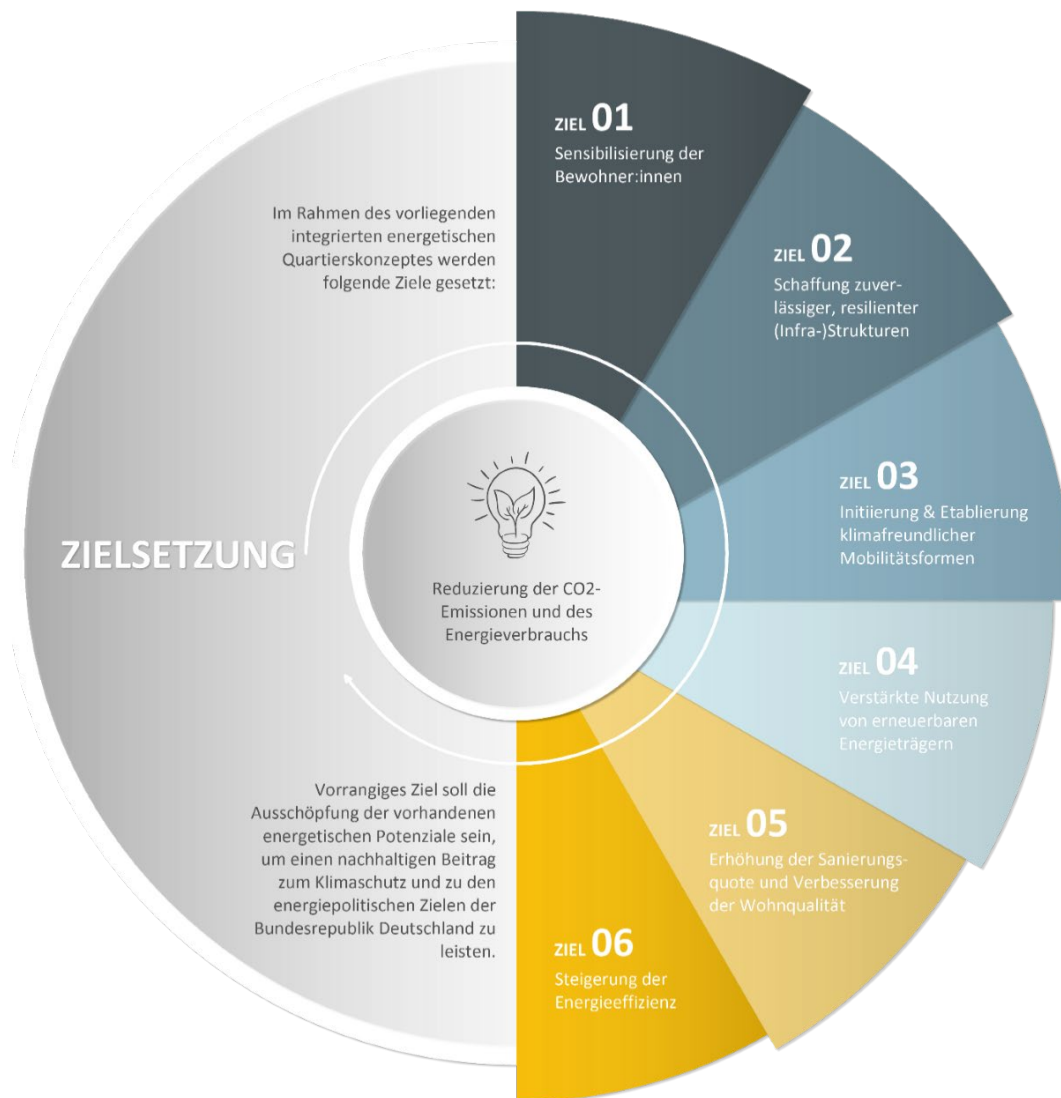 ZIELSETZUNG
Im Rahmen des vorliegenden
integrierten energetischen
Quartierskonzeptes werden
folgende Ziele gesetzt:
Reduzierung der CO2-
Emissionen und des
Energieverbrauchs
Vorrangiges Ziel soll die
Ausschöpfung der vorhandenen
energetischen Potenziale sein,
um einen nachhaltigen Beitrag
zum Klimaschutz und zu den
energiepolitischen Zielen der
Bundesrepublik Deutschland zu
leisten.
ZIEL 01
Sensibilisierung der
Bewohner:innen
ZIEL 02
Schaffung zuver-
lässiger, resilienter
(Infra-)Strukturen
ZIEL 03
Initiierung & Etablierung
klimafreundlicher
Mobilitätsformen
ZIEL 04
Verstärkte Nutzung
von erneuerbaren
Energieträgern
ZIEL 05
Erhöhung der Sanierungs-
quote und Verbesserung
der Wohnqualität
ZIEL 06
Steigerung der
Energieeffizienz